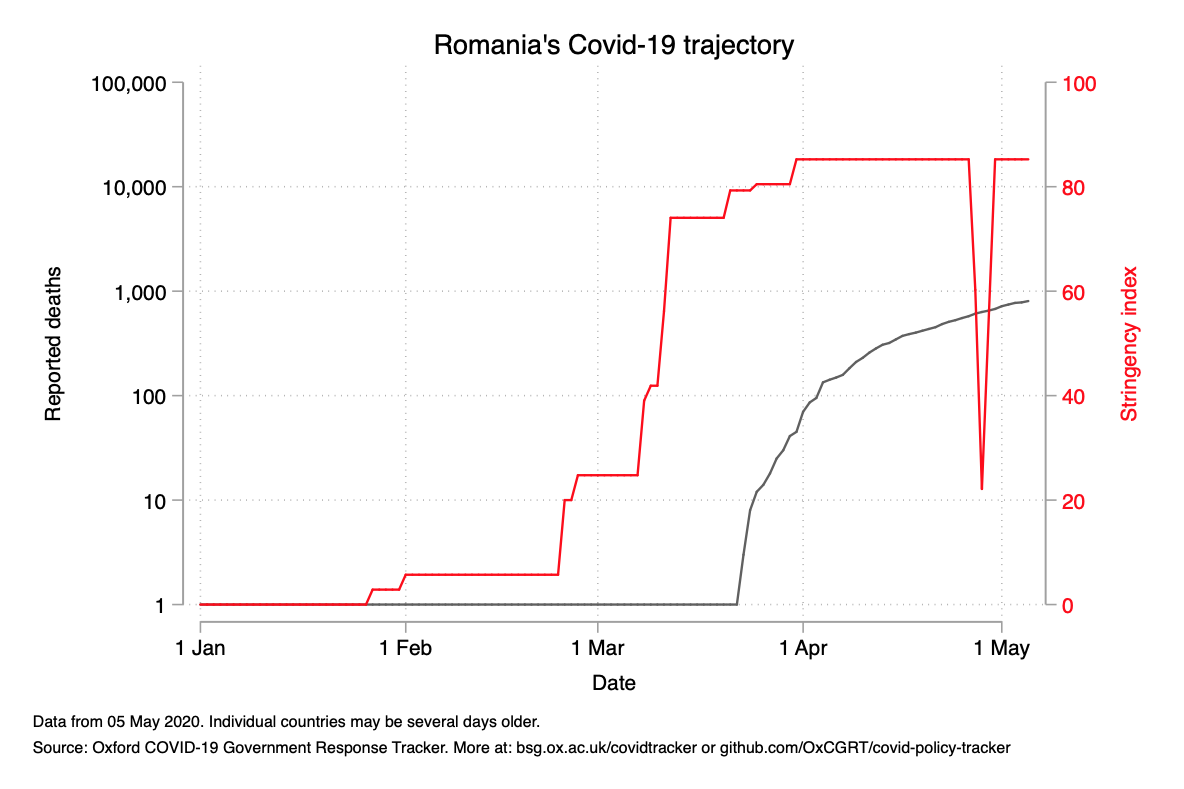 Romania's Covid-19 trajectory
100,000
10,000
1,000
100
10
1
Reported deaths
100
80
60
40
20
0
Stringency index
1 Jan
1 Feb
1 Mar
1 Apr
1 May
Date
Data from 05 May 2020. Individual countries may be several days older.
Source: Oxford COVID-19 Government Response Tracker. More at: bsg.ox.ac.uk/covidtracker or github.com/OxCGRT/covid-policy-tracker